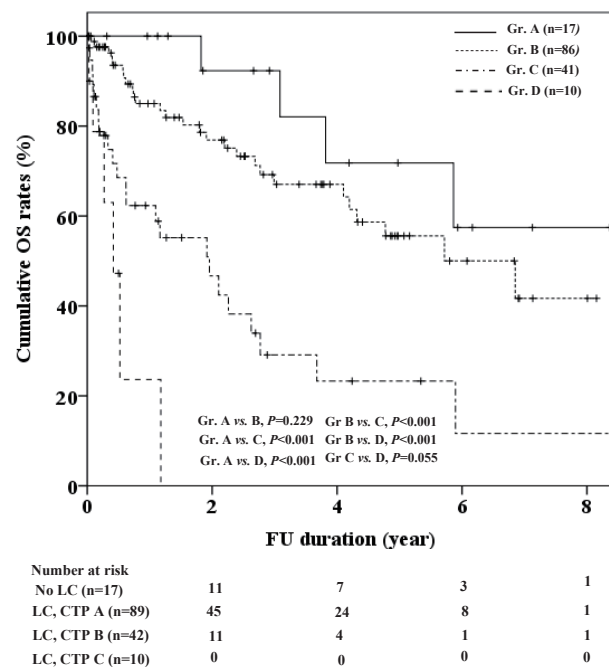 Gr. A (n=17)
Gr. B (n=86)
Gr. C (n=41)
Gr. D (n=10)
100
80
60
40
20
0
Cumulative OS rates (%)
Gr. A vs. B, P=0.229 Gr B vs. C, P<0.001
Gr. A vs. C, P<0.001 Gr B vs. D, P<0.001
Gr. A vs. D, P<0.001 Gr C vs. D, P=0.055
0 2 4 6 8
FU duration (year)
Number at risk
No LC (n=17) 11 7 3 1
LC, CTP A (n=89) 45 24 8 1
LC, CTP B (n=42) 11 4 1 1
LC, CTP C (n=10) 0 0 0 0